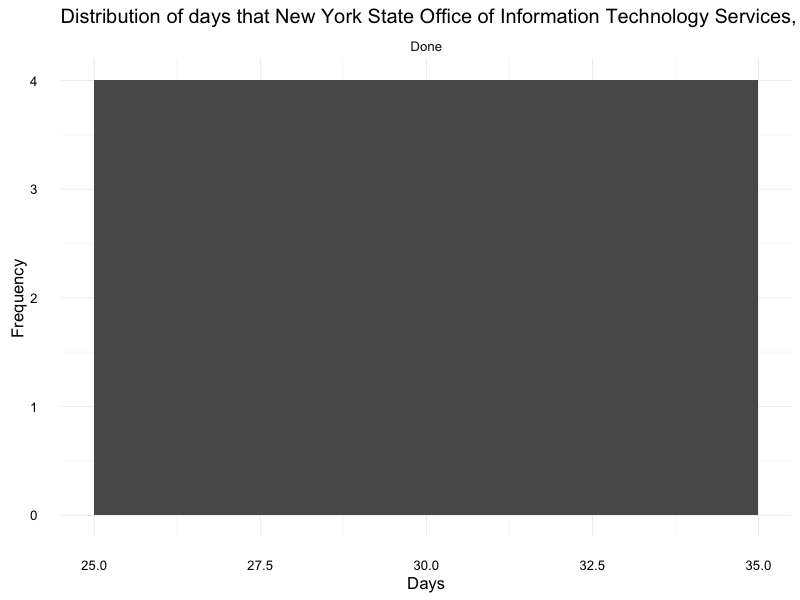 Distribution of days that New York State Office of Information Technology Services,
Done
4
3
2
1
0
Frequency
25.0 27.5 30.0 32.5 35.0
Days